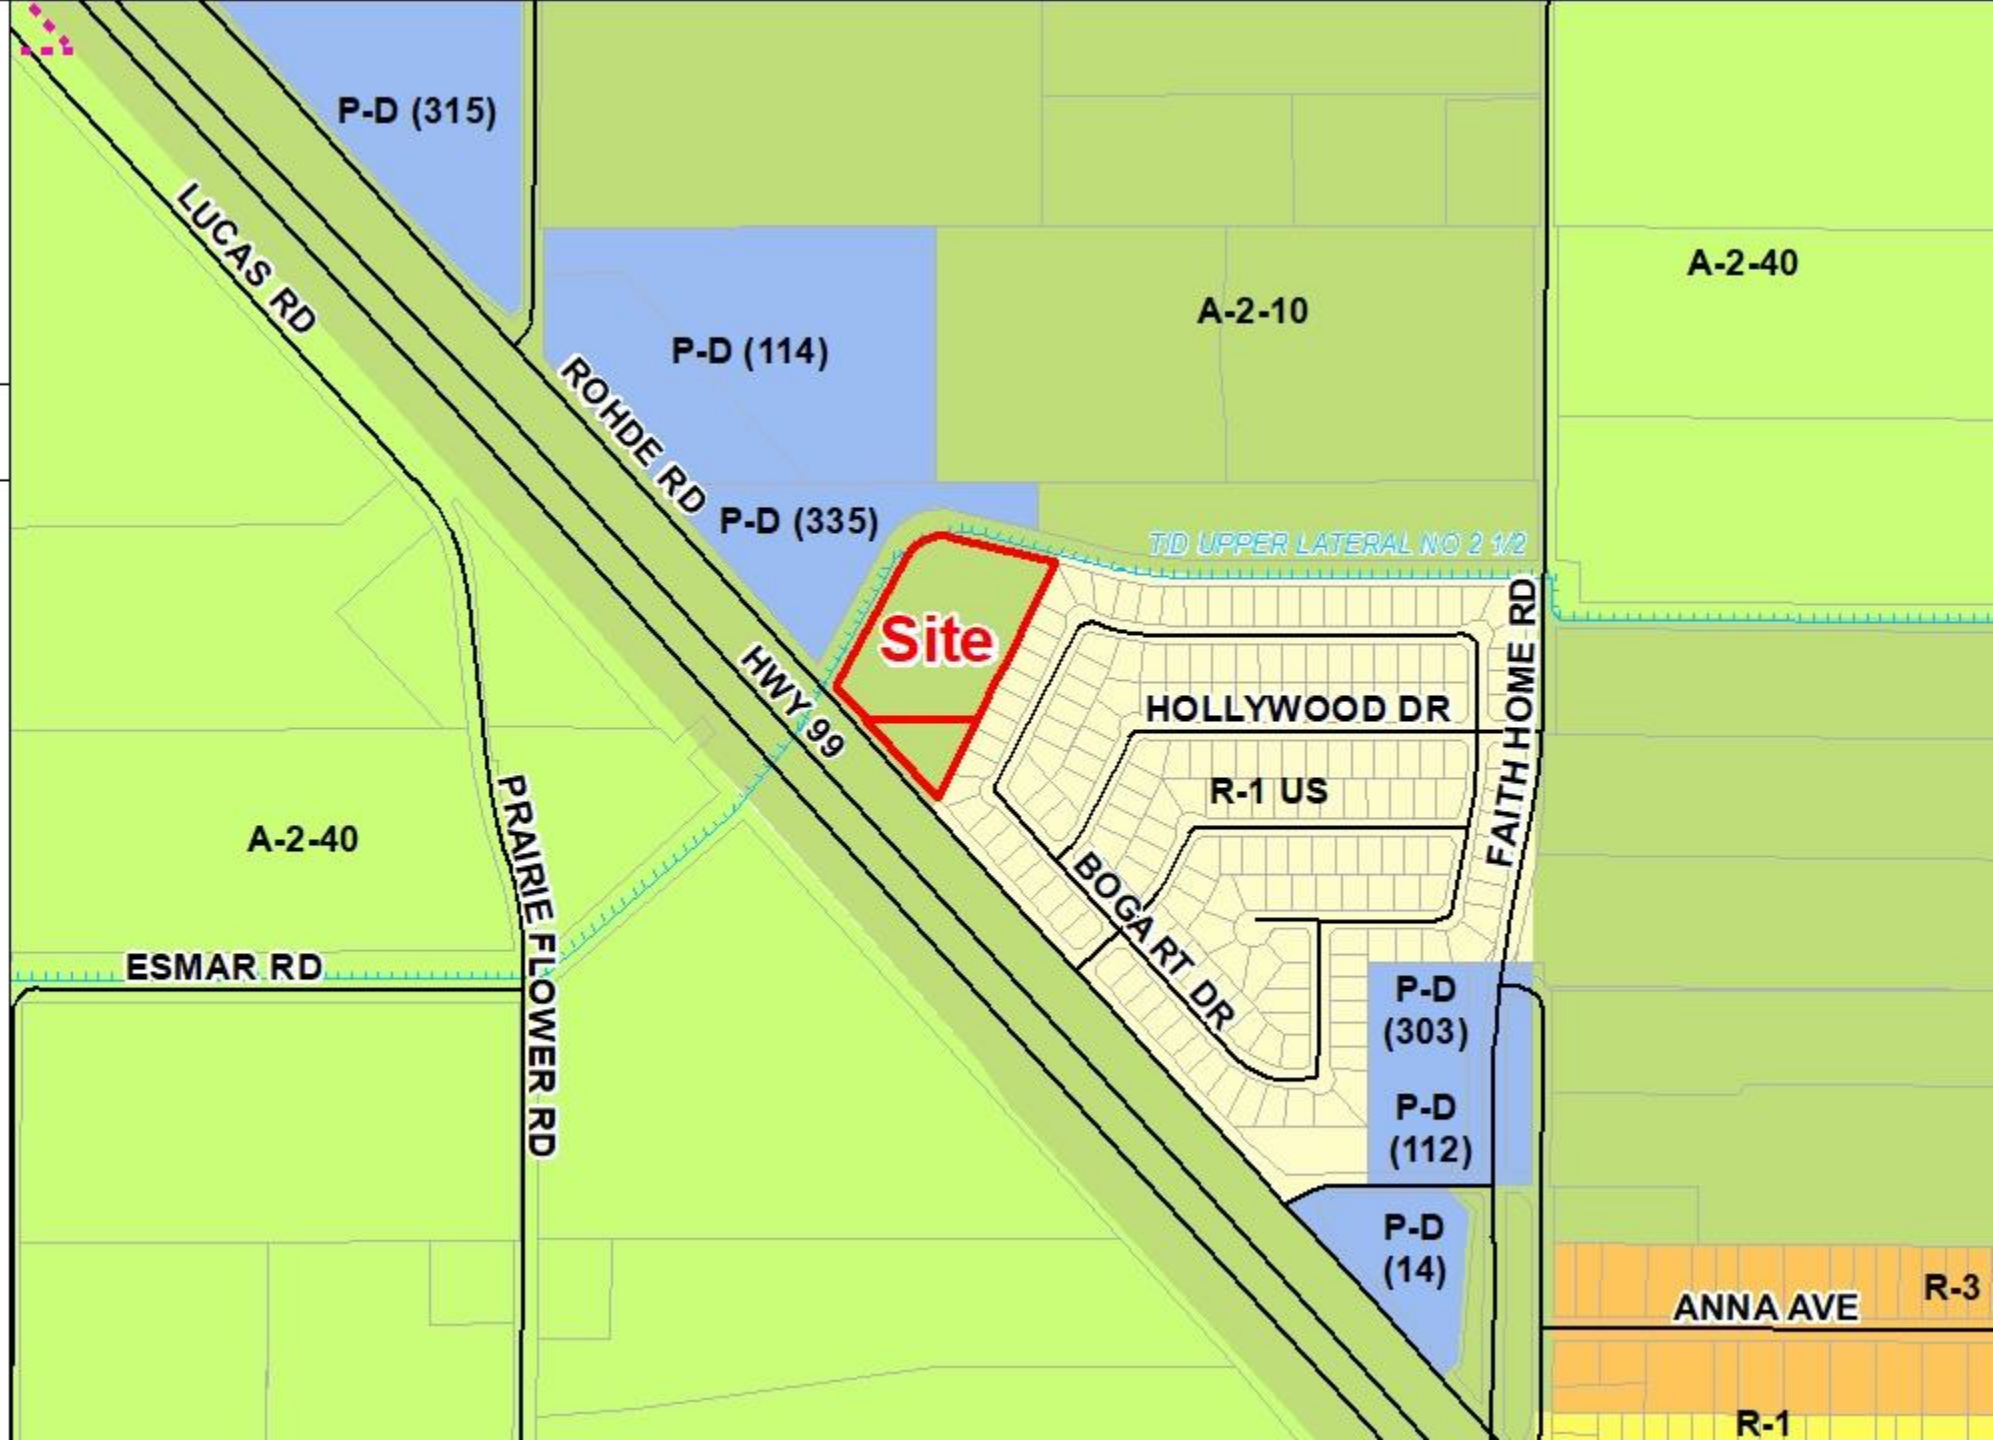 P-D (315)
LUCAS RD
A-2-40
A-2-10
P-D (114)
ROHDE RD
P-D (335)
TID UPPER LATERAL NO 2 1/2
Site
FAITH HOME RD
HWY 99
HOLLYWOOD DR
R-1 US
PRAIRIE FLOWER RD
A-2-40
BOGART DR
ESMAR RD
P-D
(303)
P-D
(112)
P-D
(14)
R-3
ANNA AVE
R-1